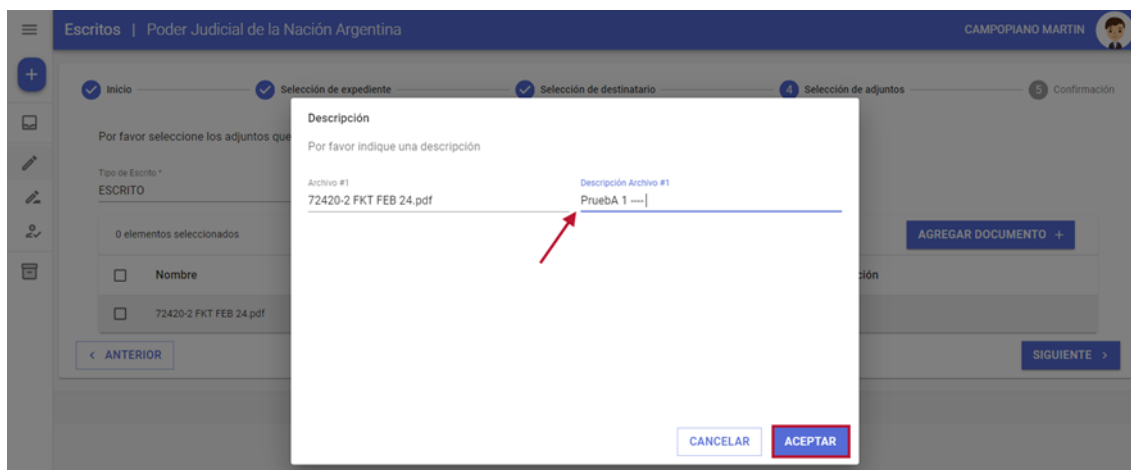 Escritos | Poder Judicial de la Nación Argentina
CAMPOPIANO MARTIN
Inicio
Selección de expediente
Selección de destinatario
4 Selección de adjuntos
5 Confirmación
Por favor seleccione los adjuntos que
Tipo de Escrito *
ESCRITO
0 elementos seleccionados
AGREGAR DOCUMENTO +
Nombre
ción
72420-2 FKT FEB 24.pdf
< ANTERIOR
SIGUIENTE >
Descripción
Por favor indique una descripción
Archivo #1
72420-2 FKT FEB 24.pdf
Descripción Archivo #1
PruebA 1 ----
CANCELAR
ACEPTAR